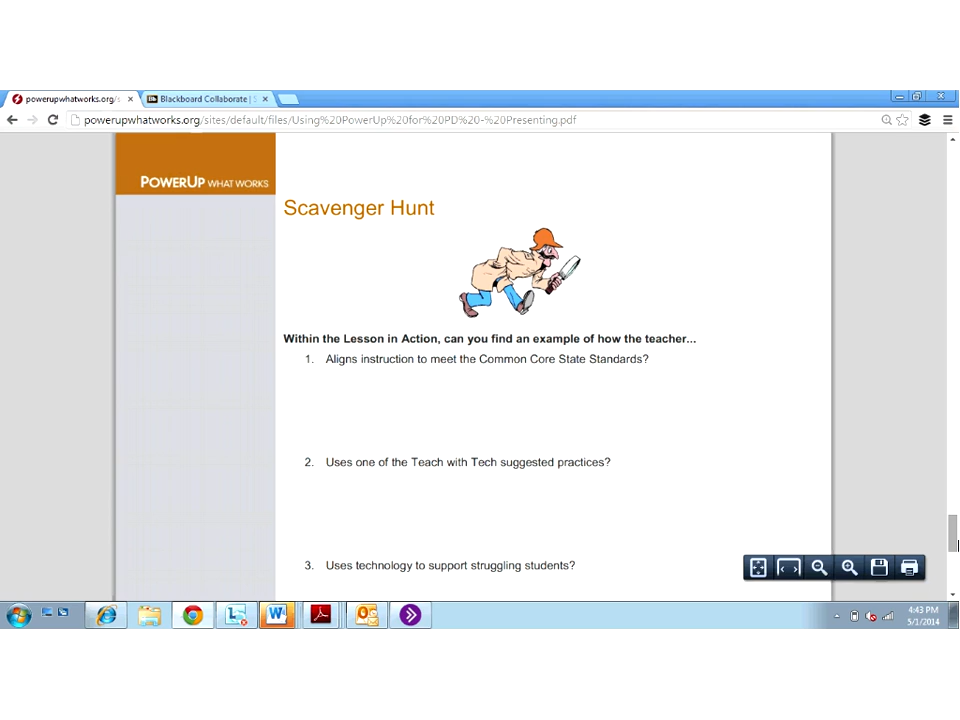 powerupwhatworks.org/s
Blackboard Collaborate | S
powerupwhatworks.org/sites/default/files/Using%20PowerUp%20for%20PD%20-%20Presenting.pdf
POWERUP WHAT WORKS
Scavenger Hunt
Within the Lesson in Action, can you find an example of how the teacher...
1. Aligns instruction to meet the Common Core State Standards?
2. Uses one of the Teach with Tech suggested practices?
3. Uses technology to support struggling students?
4:43 PM
5/1/2014